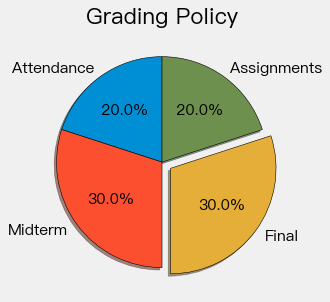 Grading Policy
Attendance
Assignments
20.0%
20.0%
30.0%
30.0%
Midterm
Final